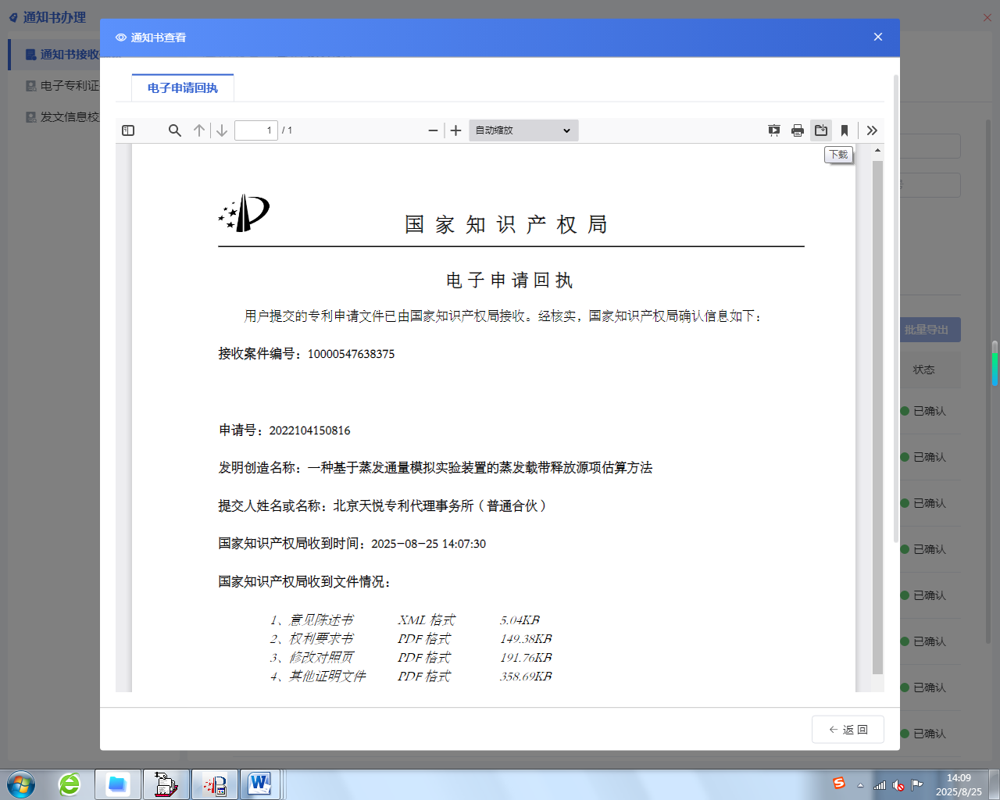 通知书办理
通知书接收
电子专利证
发文信息校
通知书查看
电子申请回执
1 / 1
自动缩放
下载
国家知识产权局
电子申请回执
用户提交的专利申请文件已由国家知识产权局接收。经核实，国家知识产权局确认信息如下：
接收案件编号：10000547638375
申请号：2022104150816
发明创造名称：一种基于蒸发通量模拟实验装置的蒸发载带释放源项估算方法
提交人姓名或名称：北京天悦专利代理事务所（普通合伙）
国家知识产权局收到时间：2025-08-25 14:07:30
国家知识产权局收到文件情况：
1、意见陈述书 XML 格式 5.04KB
2、权利要求书 PDF 格式 149.38KB
3、修改对照页 PDF 格式 191.76KB
4、其他证明文件 PDF 格式 358.69KB
返 回
批量导出
状态
已确认
已确认
已确认
已确认
已确认
已确认
已确认
已确认
14:09
2025/8/25